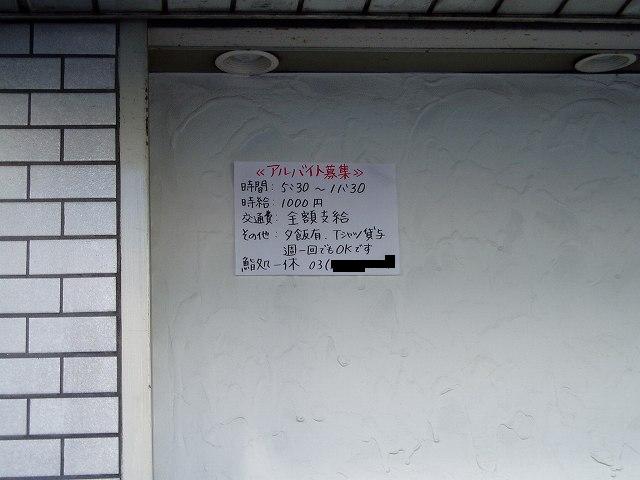 ≪アルバイト募集≫
時間：5:30～11:30
時給：1000円
交通費：全額支給
その他：夕飯有、Tシャツ貸与
週一回でもOKです
鮨処一休 03(